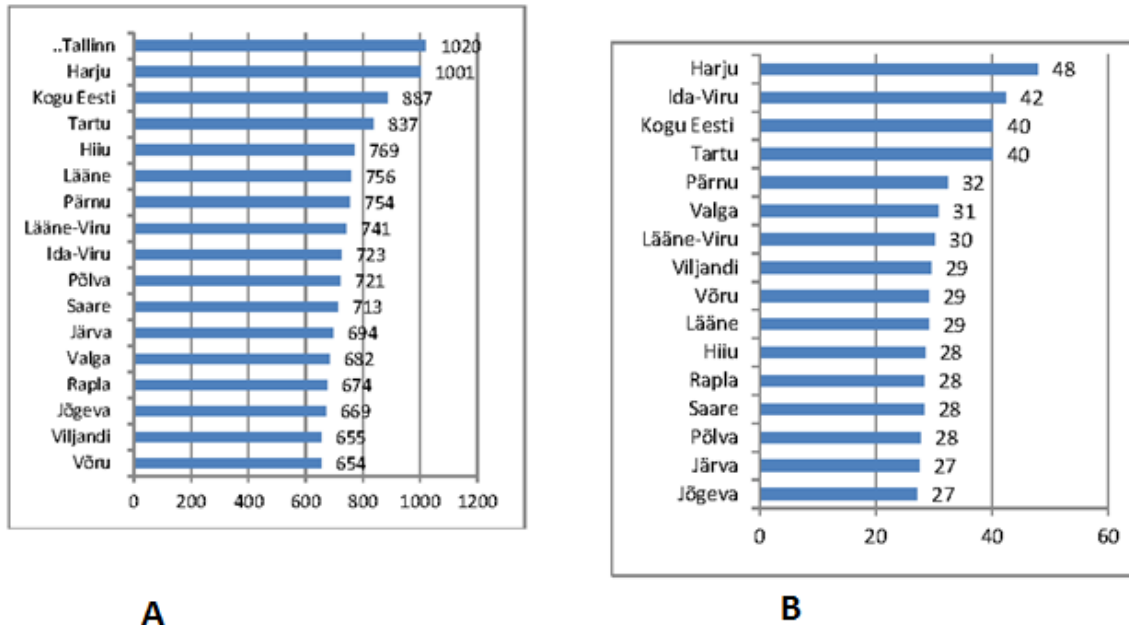 ..Tallinn 1020
Harju 1001
Kogu Eesti 887
Tartu 837
Hiiu 769
Lääne 756
Pärnu 754
Lääne-Viru 741
Ida-Viru 723
Põlva 721
Saare 713
Järva 694
Valga 682
Rapla 674
Jõgeva 669
Viljandi 655
Võru 654
0 200 400 600 800 1000 1200
A
Harju 48
Ida-Viru 42
Kogu Eesti 40
Tartu 40
Pärnu 32
Valga 31
Lääne-Viru 30
Viljandi 29
Võru 29
Lääne 29
Hiiu 28
Rapla 28
Saare 28
Põlva 28
Järva 27
Jõgeva 27
0 20 40 60
B